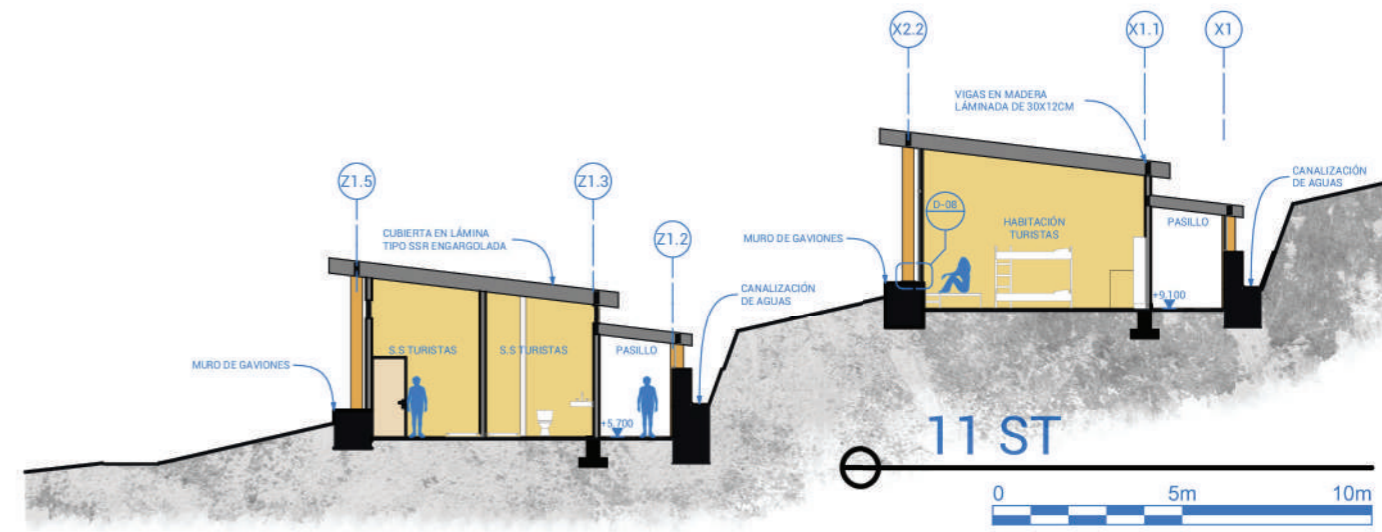 X2.2
X1.1
X1
VIGAS EN MADERA
LÁMINADA DE 30X12CM
CANALIZACIÓN
DE AGUAS
D-08
HABITACIÓN
TURISTAS
PASILLO
MURO DE GAVIONES
+9,100
Z1.5
Z1.3
Z1.2
CUBIERTA EN LÁMINA
TIPO SSR ENGARGOLADA
CANALIZACIÓN
DE AGUAS
S.S TURISTAS
S.S TURISTAS
PASILLO
MURO DE GAVIONES
+5,700
11 ST
0
5m
10m